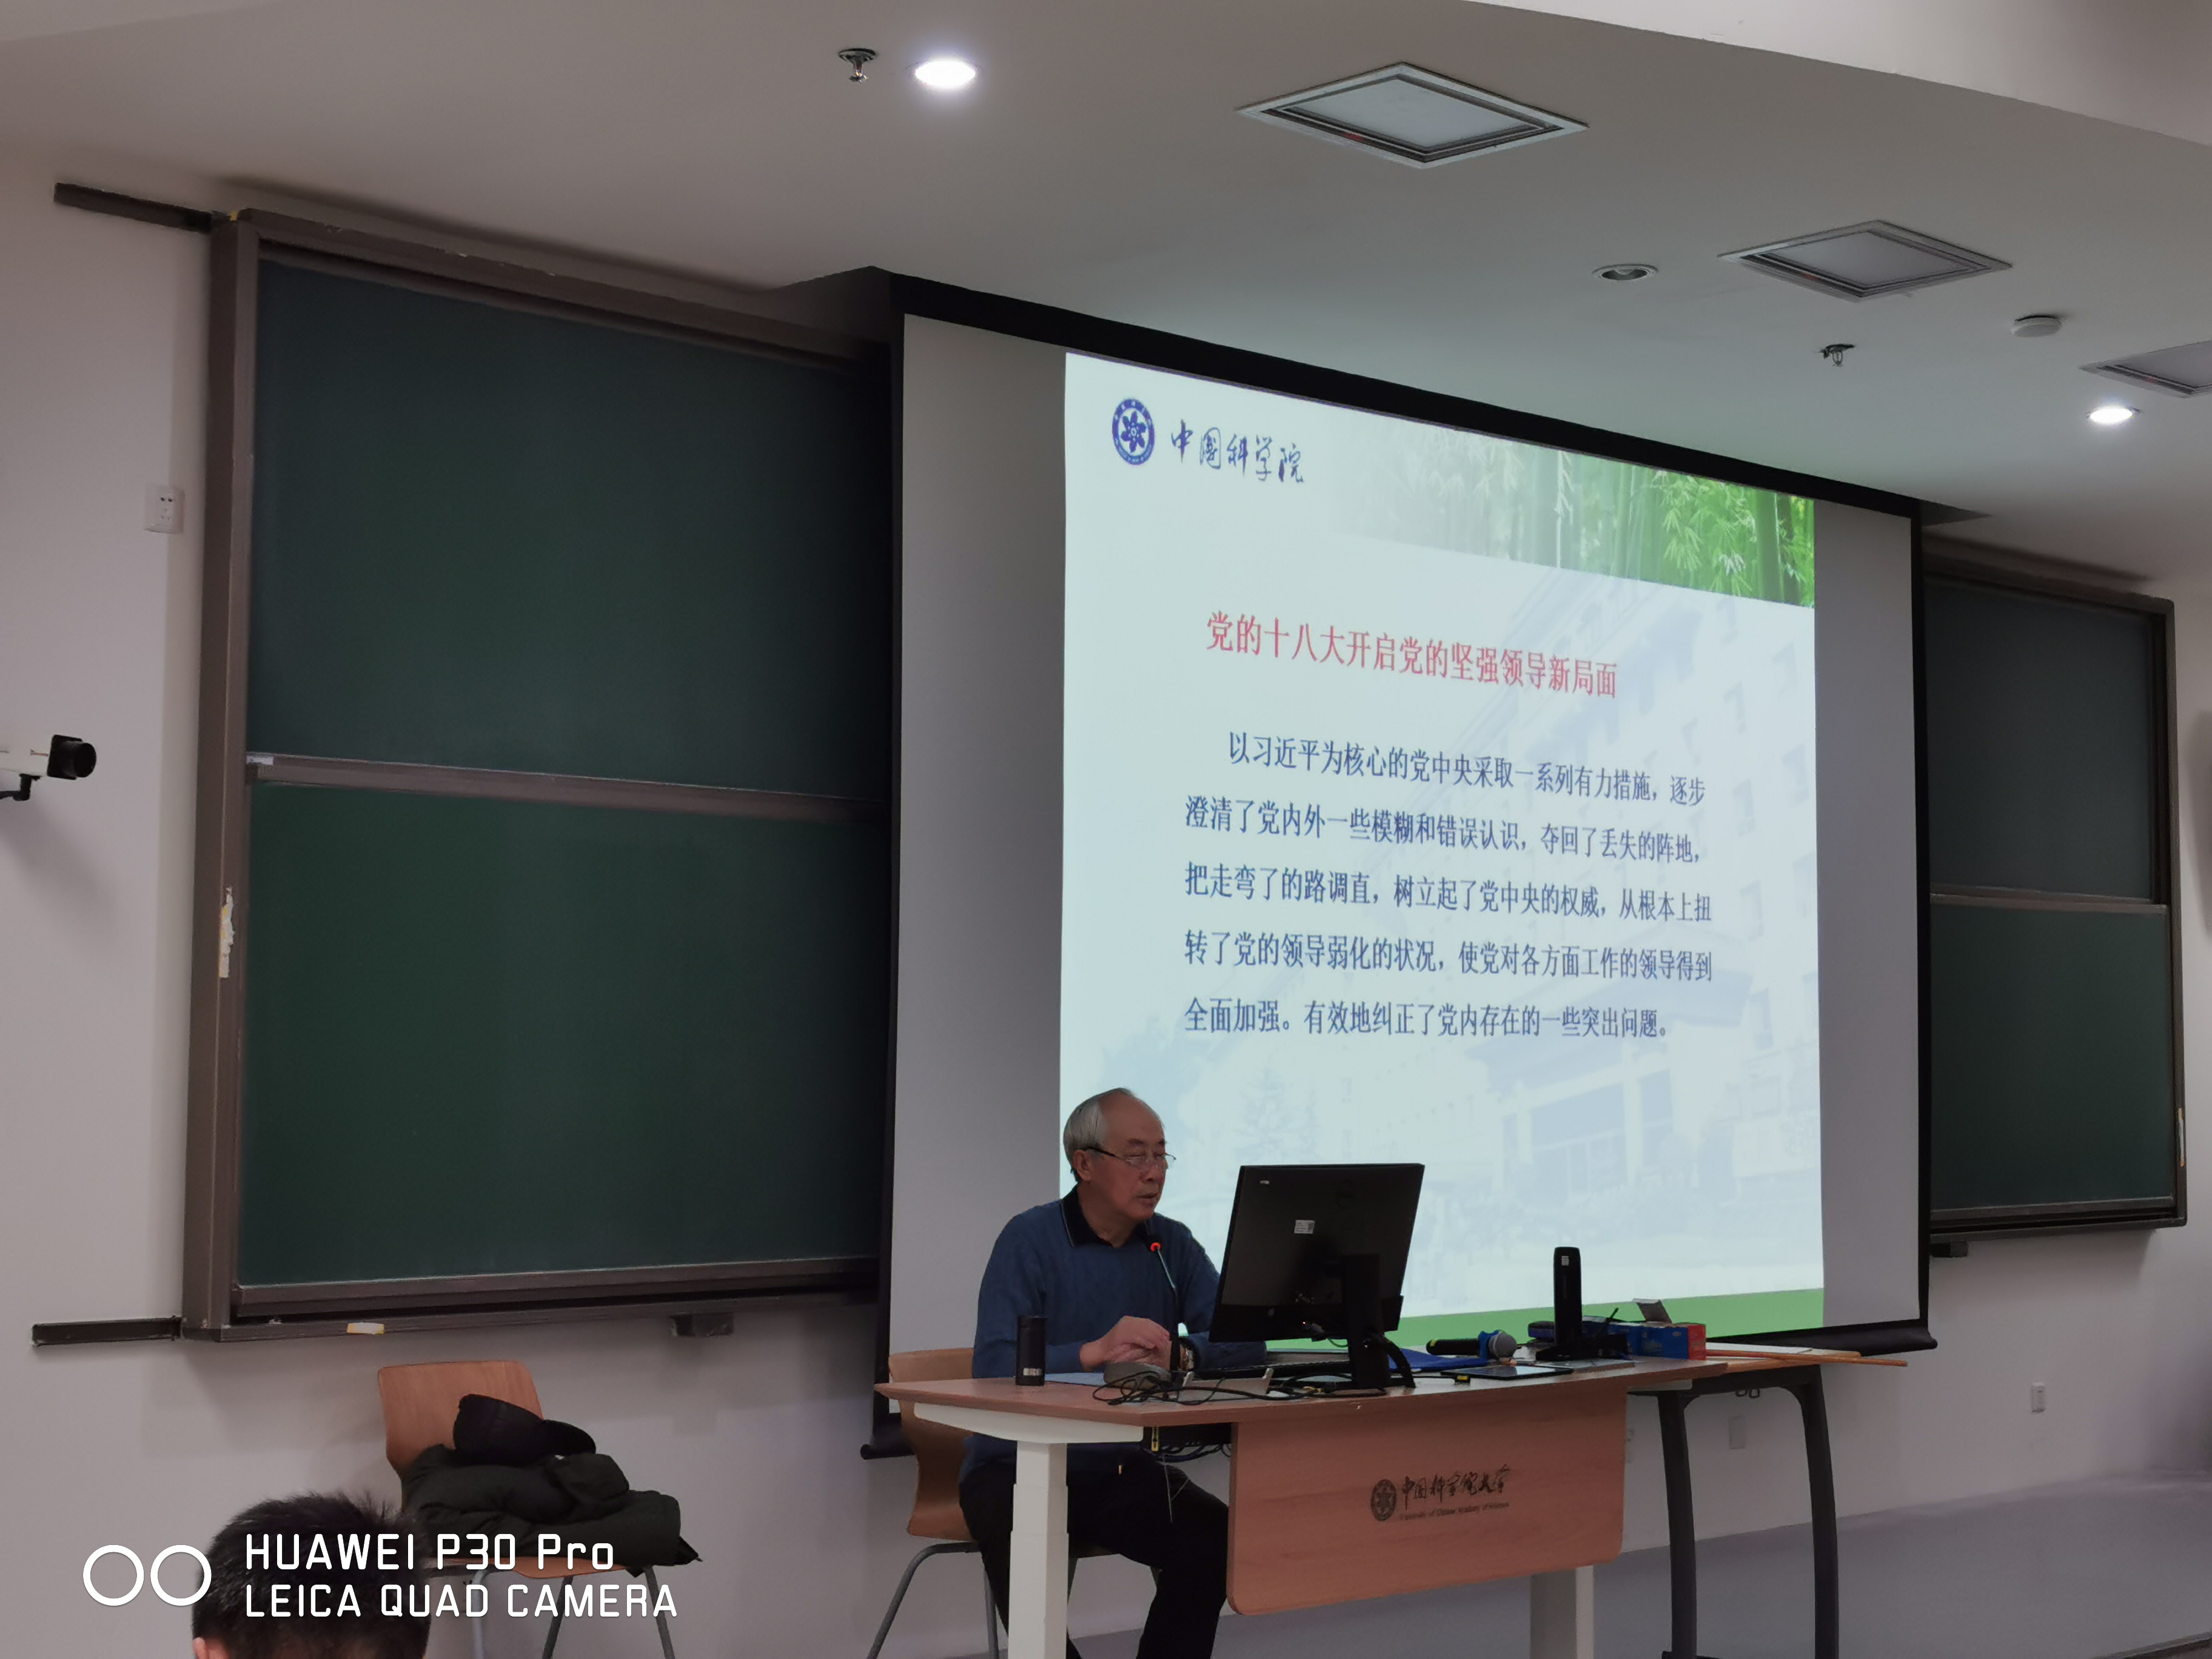 中国科学院
党的十八大开启党的坚强领导新局面
以习近平为核心的党中央采取一系列有力措施，逐步
澄清了党内外一些模糊和错误认识，夺回了丢失的阵地，
把走弯了的路调直，树立起了党中央的权威，从根本上扭
转了党的领导弱化的状况，使党对各方面工作的领导得到
全面加强。有效地纠正了党内存在的一些突出问题。
中国科学院大学
University of Chinese Academy of Sciences
HUAWEI P30 Pro
LEICA QUAD CAMERA